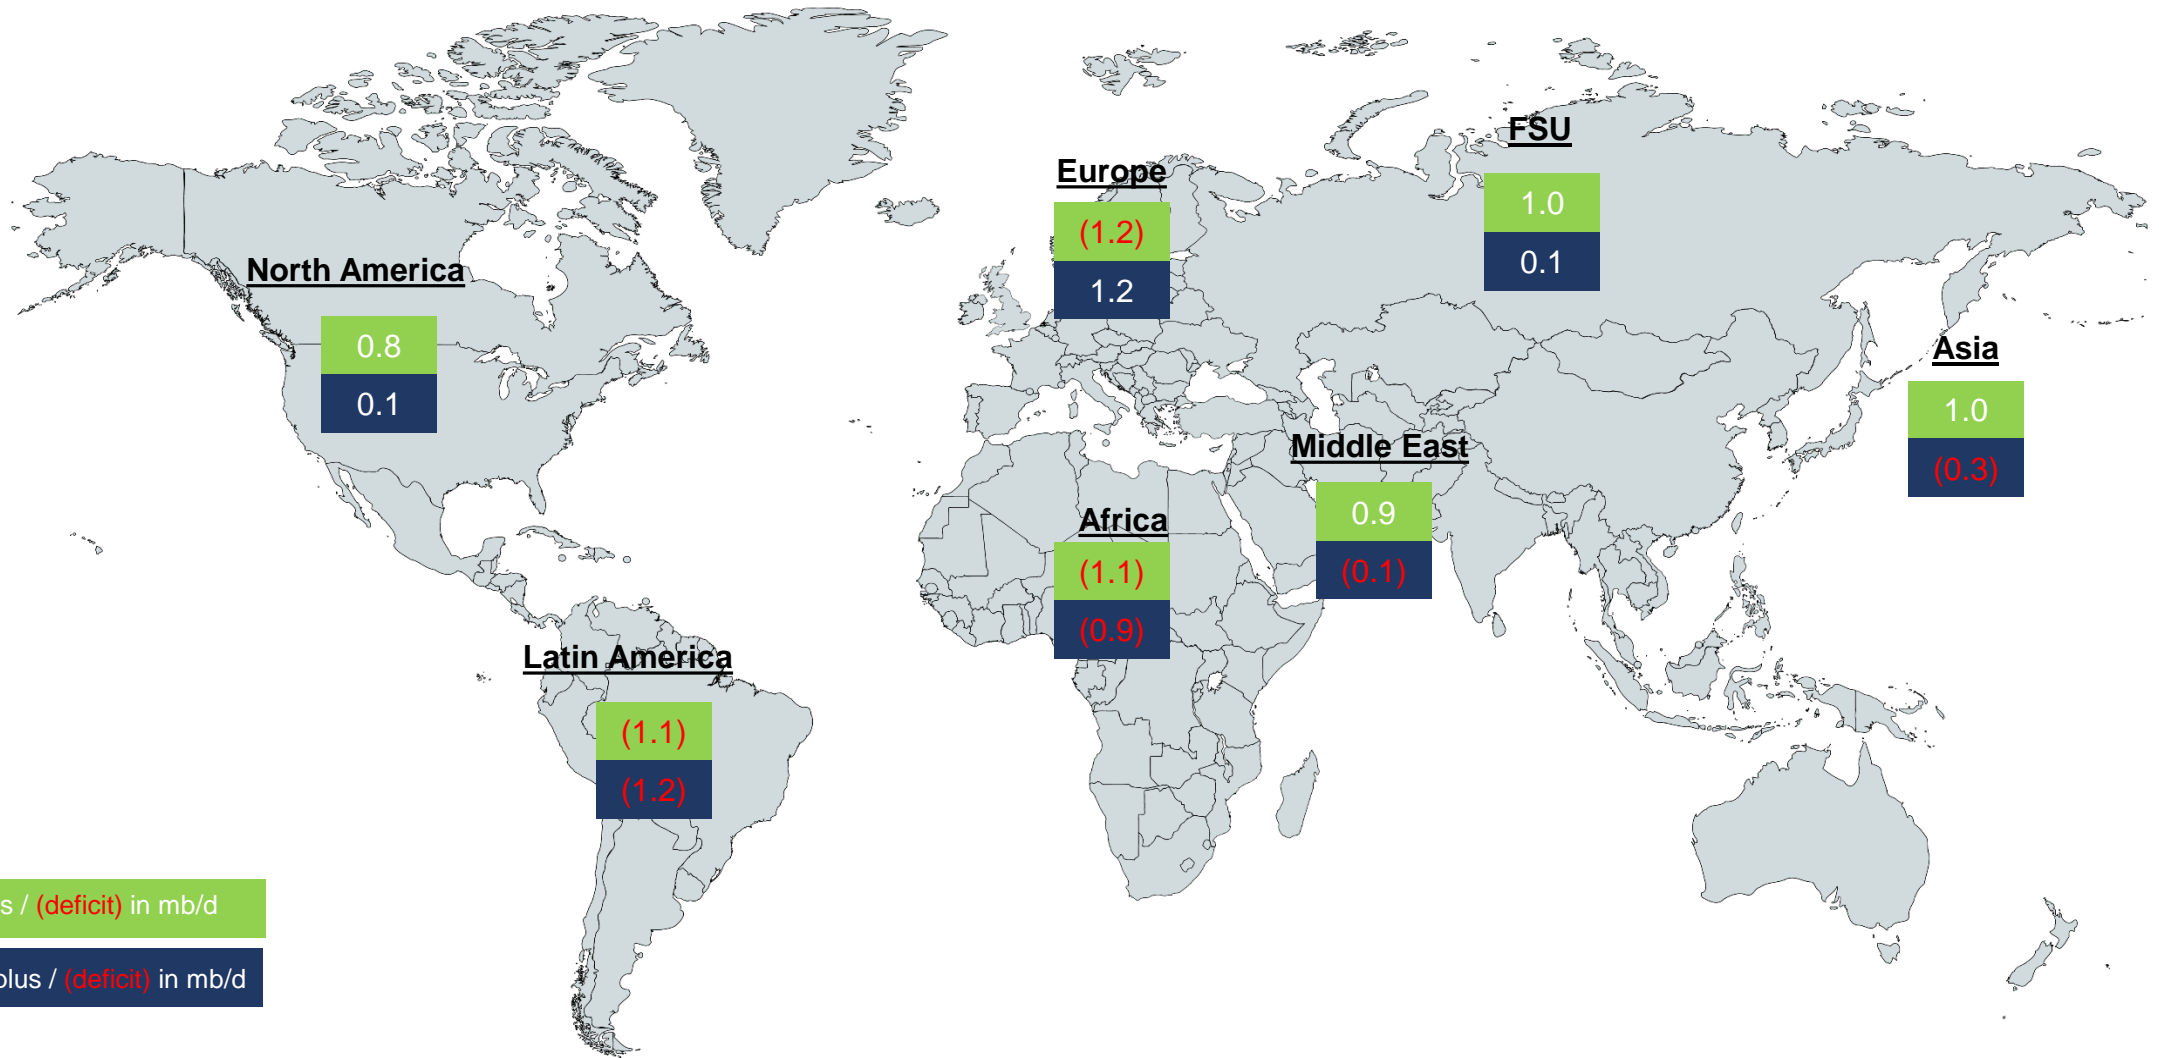 FSU
1.0
0.1
Europe
(1.2)
1.2
North America
0.8
0.1
Asia
1.0
(0.3)
Middle East
0.9
(0.1)
Africa
(1.1)
(0.9)
Latin America
(1.1)
(1.2)
/ (deficit) in mb/d
/ (deficit) in mb/d